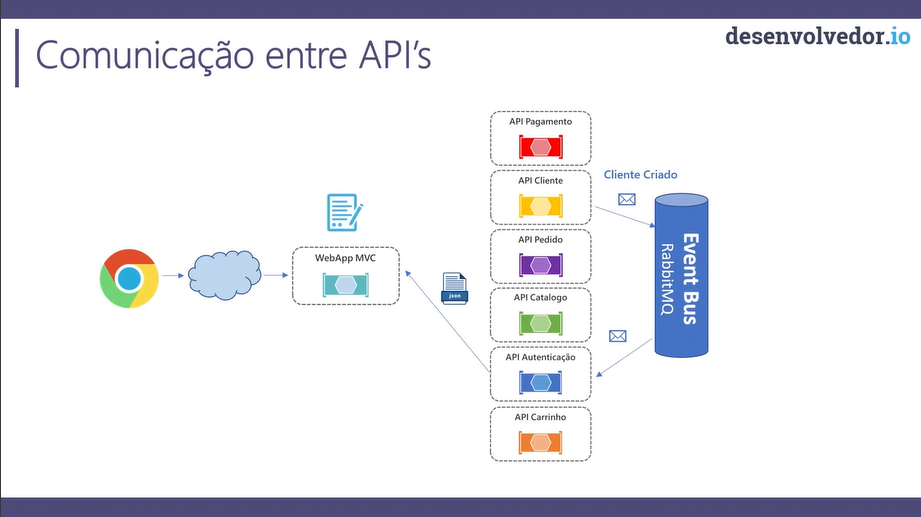 Comunicação entre API's
desenvolvedor.io
API Pagamento
API Cliente
Cliente Criado
API Pedido
WebApp MVC
json
API Catalogo
API Autenticação
API Carrinho
Event Bus
RabbitMQ